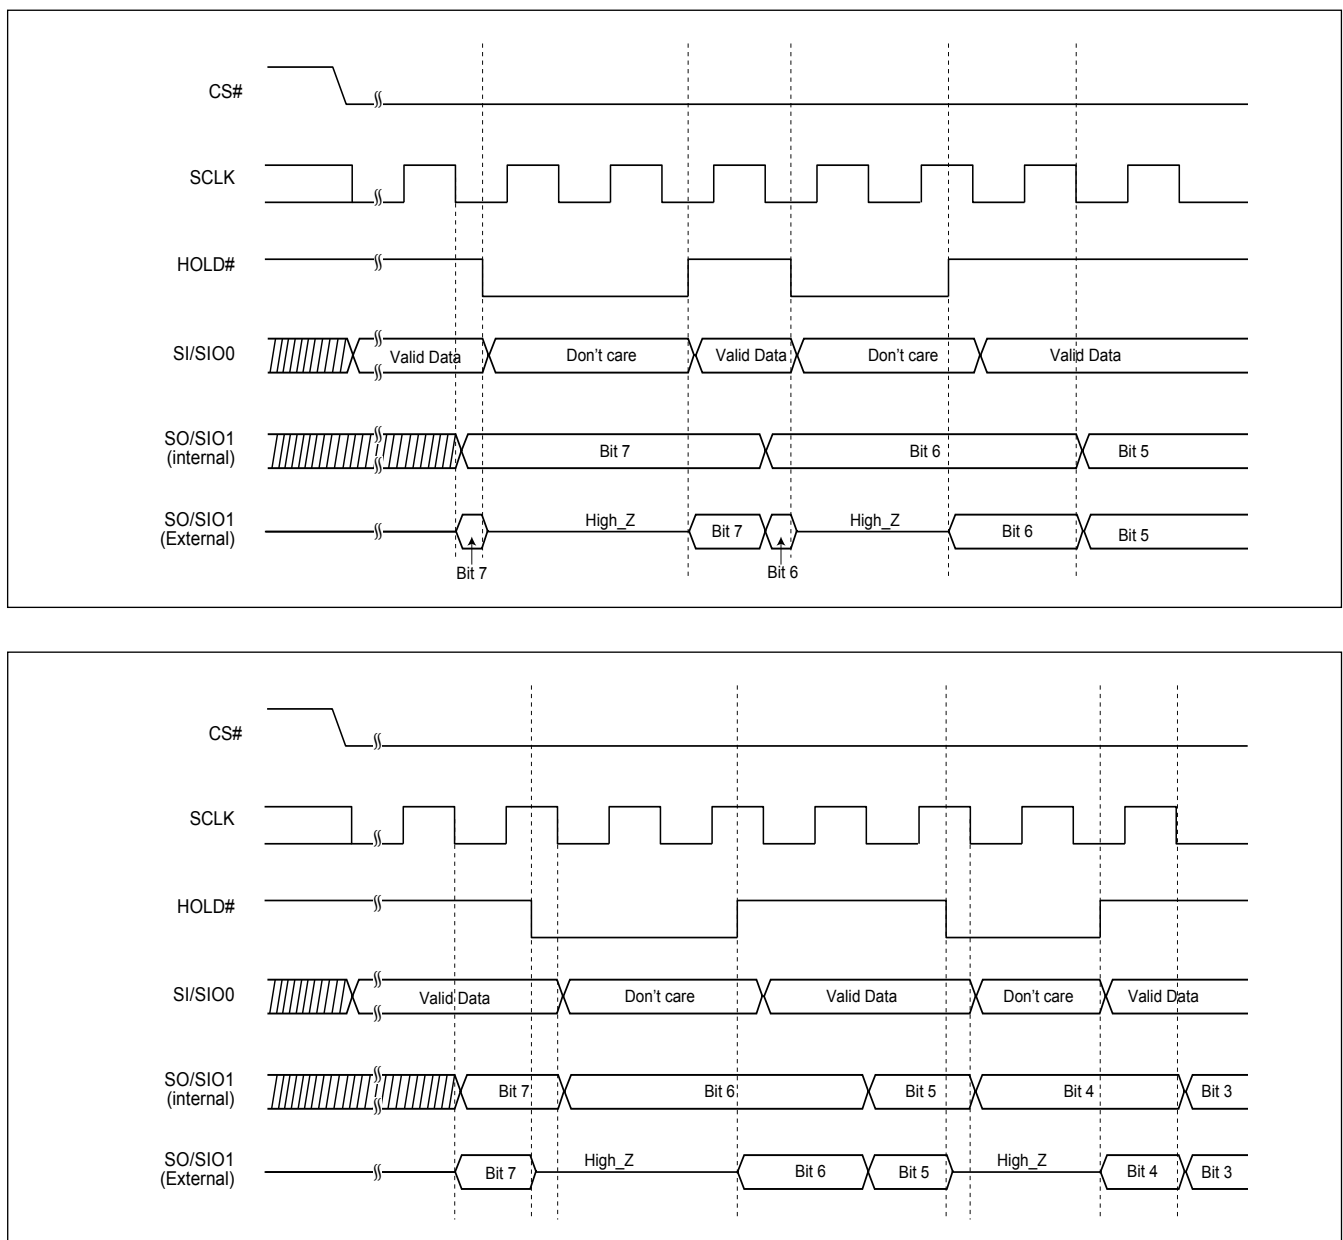 CS#
SCLK
HOLD#
SI/SIO0
Valid Data
Don't care
Valid Data
Don't care
Valid Data
SO/SIO1
(internal)
Bit 7
Bit 6
Bit 5
SO/SIO1
(External)
High_Z
Bit 7
High_Z
Bit 6
Bit 5
Bit 7
Bit 6
CS#
SCLK
HOLD#
SI/SIO0
Valid Data
Don't care
Valid Data
Don't care
Valid Data
SO/SIO1
(internal)
Bit 7
Bit 6
Bit 5
Bit 4
Bit 3
SO/SIO1
(External)
Bit 7
High_Z
Bit 6
Bit 5
High_Z
Bit 4
Bit 3